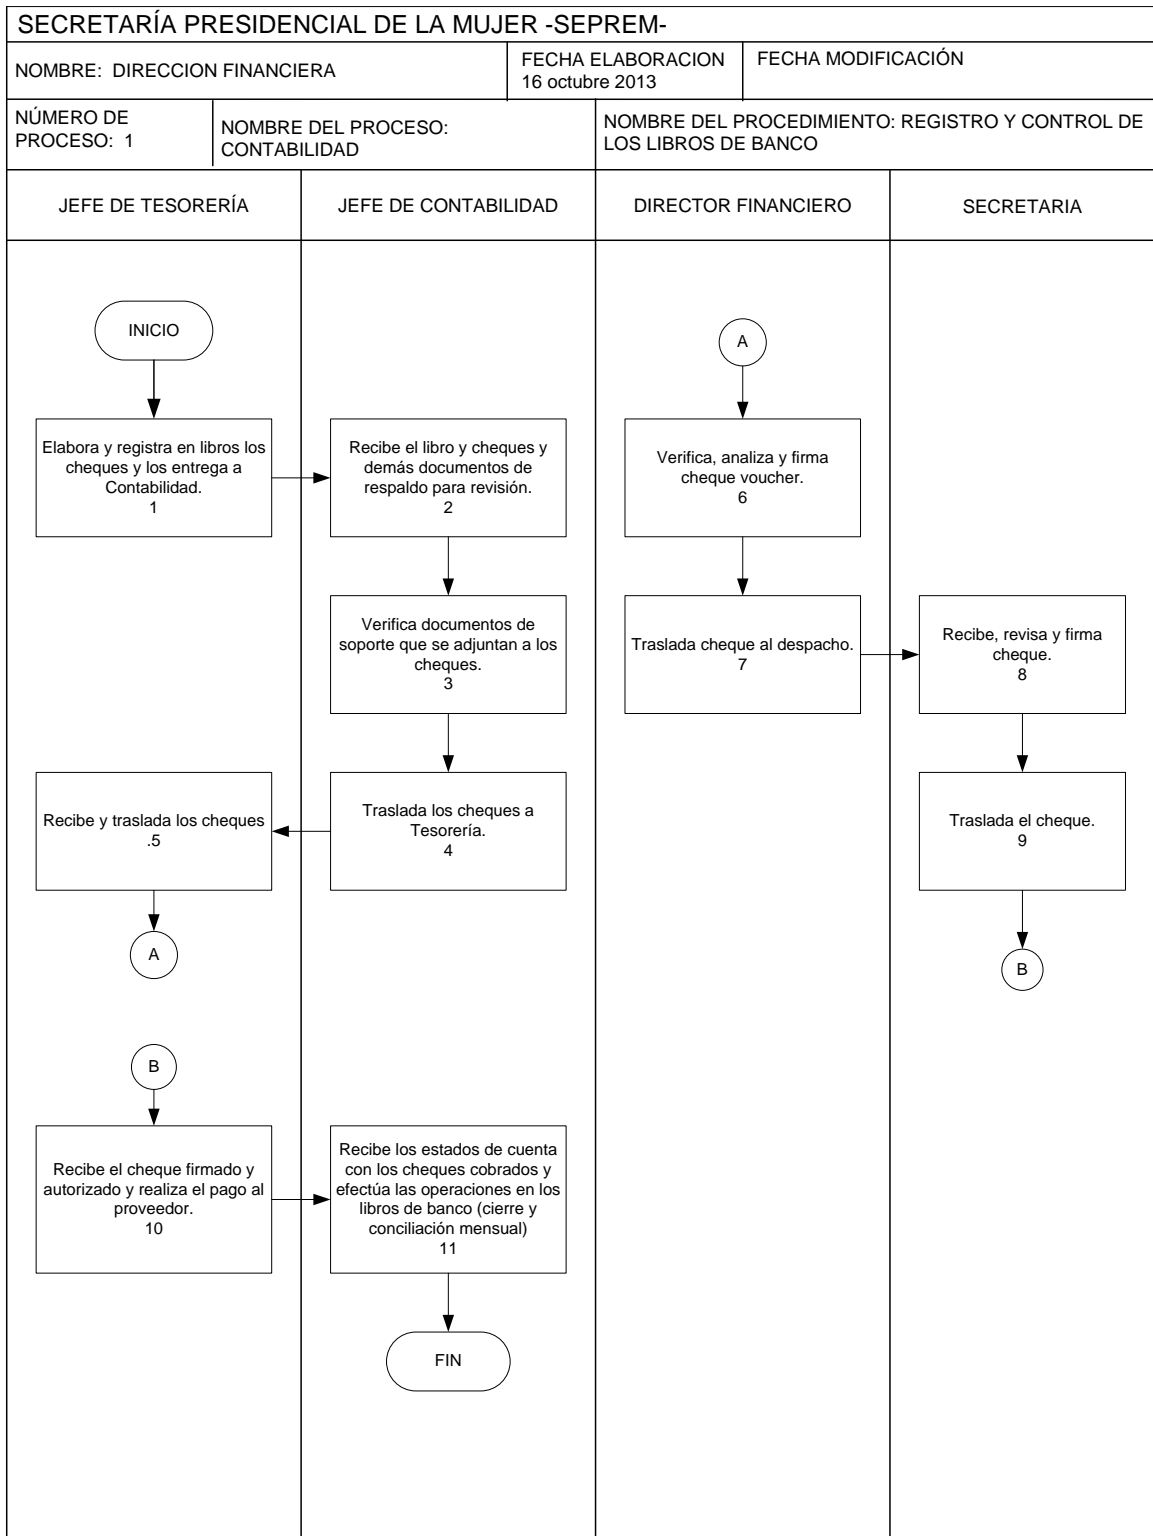 SECRETARÍA PRESIDENCIAL DE LA MUJER -SEPREM-
NOMBRE: DIRECCION FINANCIERA
FECHA ELABORACION
16 octubre 2013
FECHA MODIFICACIÓN
NÚMERO DE
PROCESO: 1
NOMBRE DEL PROCESO:
CONTABILIDAD
NOMBRE DEL PROCEDIMIENTO: REGISTRO Y CONTROL DE
LOS LIBROS DE BANCO
JEFE DE TESORERÍA
JEFE DE CONTABILIDAD
DIRECTOR FINANCIERO
SECRETARIA
INICIO
Elabora y registra en libros los
cheques y los entrega a
Contabilidad.
1
Recibe el libro y cheques y
demás documentos de
respaldo para revisión.
2
Verifica documentos de
soporte que se adjuntan a los
cheques.
3
Traslada los cheques a
Tesorería.
4
Recibe y traslada los cheques
.5
A
A
Verifica, analiza y firma
cheque voucher.
6
Traslada cheque al despacho.
7
Recibe, revisa y firma
cheque.
8
Traslada el cheque.
9
B
B
Recibe el cheque firmado y
autorizado y realiza el pago al
proveedor.
10
Recibe los estados de cuenta
con los cheques cobrados y
efectúa las operaciones en los
libros de banco (cierre y
conciliación mensual)
11
FIN